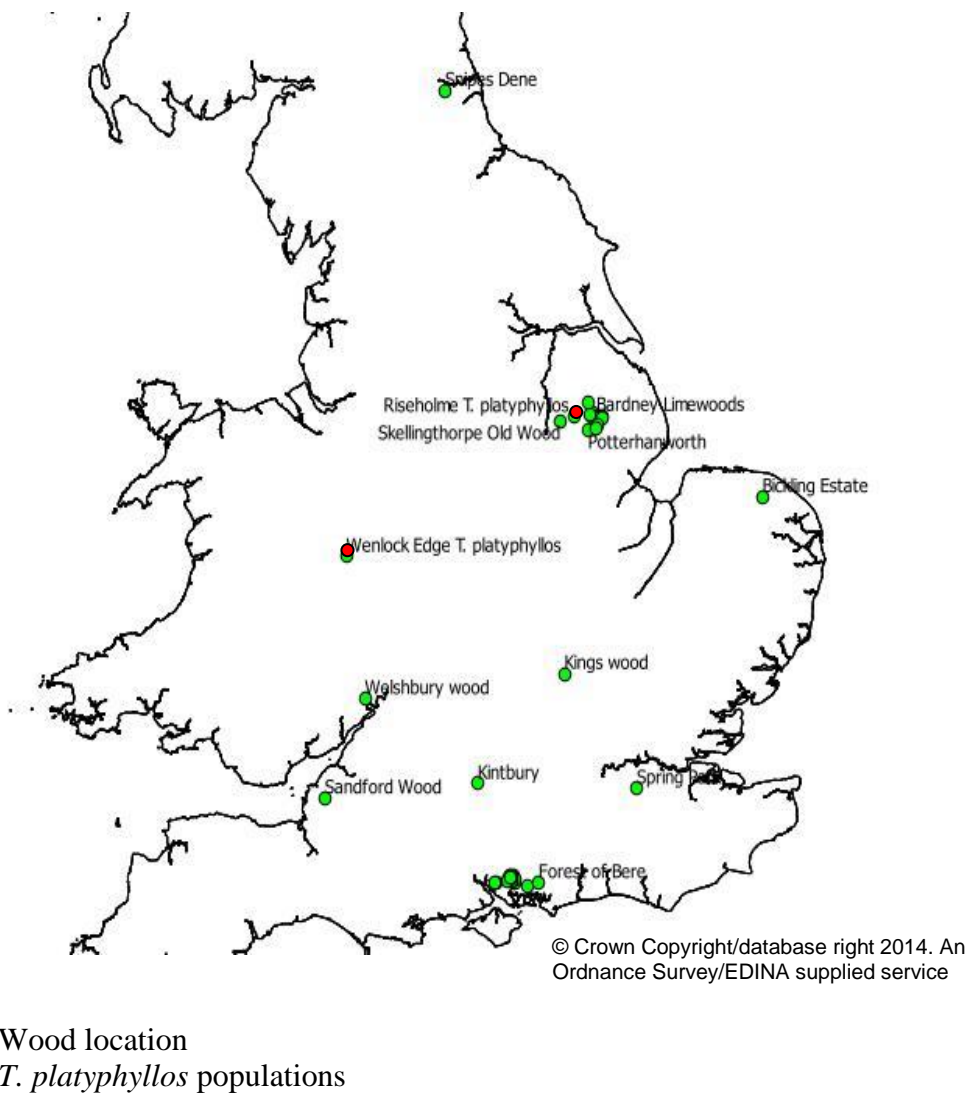 Snipes Dene
Riseholme T. platyphyllos
Bardney Limewoods
Skellingthorpe Old Wood
Potterhanworth
Bickling Estate
Wenlock Edge T. platyphyllos
Kings wood
Welshbury wood
Kintbury
Spring
Sandford Wood
Forest of Bere
© Crown Copyright/database right 2014. An
Ordnance Survey/EDINA supplied service
Wood location
T. platyphyllos populations